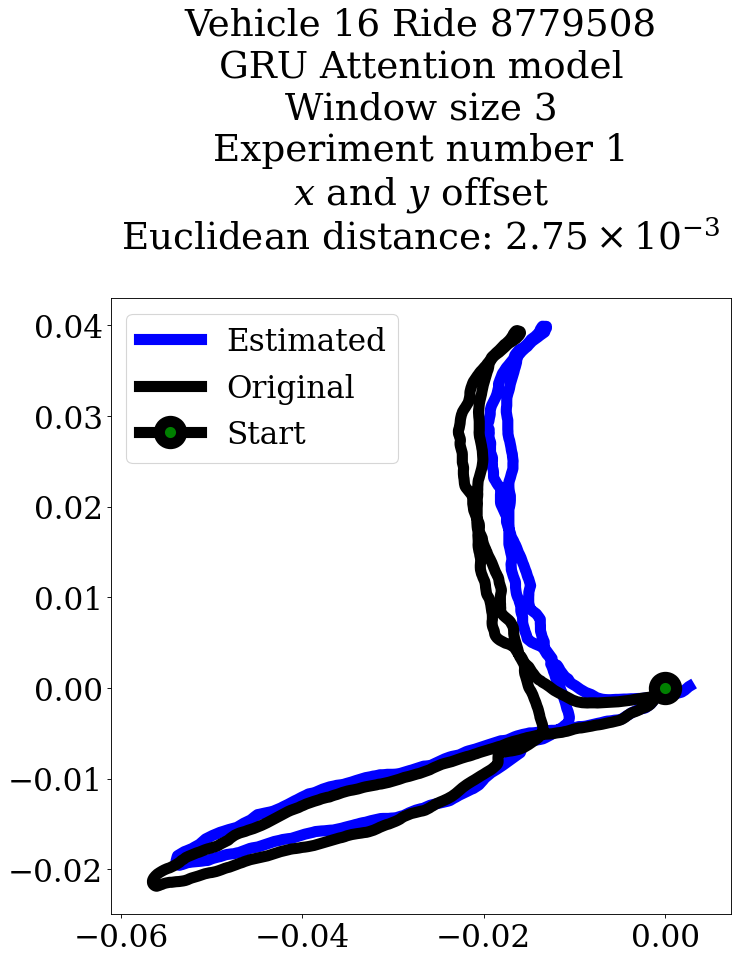 Vehicle 16 Ride 8779508
GRU Attention model
Window size 3
Experiment number 1
x and y offset
Euclidean distance: 2.75 × 10⁻³
Estimated
Original
Start
0.04
0.03
0.02
0.01
0.00
−0.01
−0.02
−0.06 −0.04 −0.02 0.00